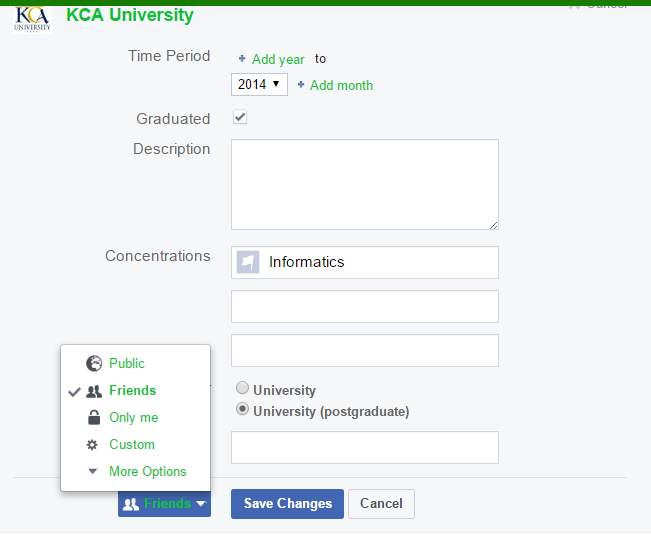 KCA
UNIVERSITY
KCA University
Time Period
Add year to
2014
Add month
Graduated
Description
Concentrations
Informatics
Public
Friends
Only me
Custom
More Options
University
University (postgraduate)
Friends
Save Changes
Cancel